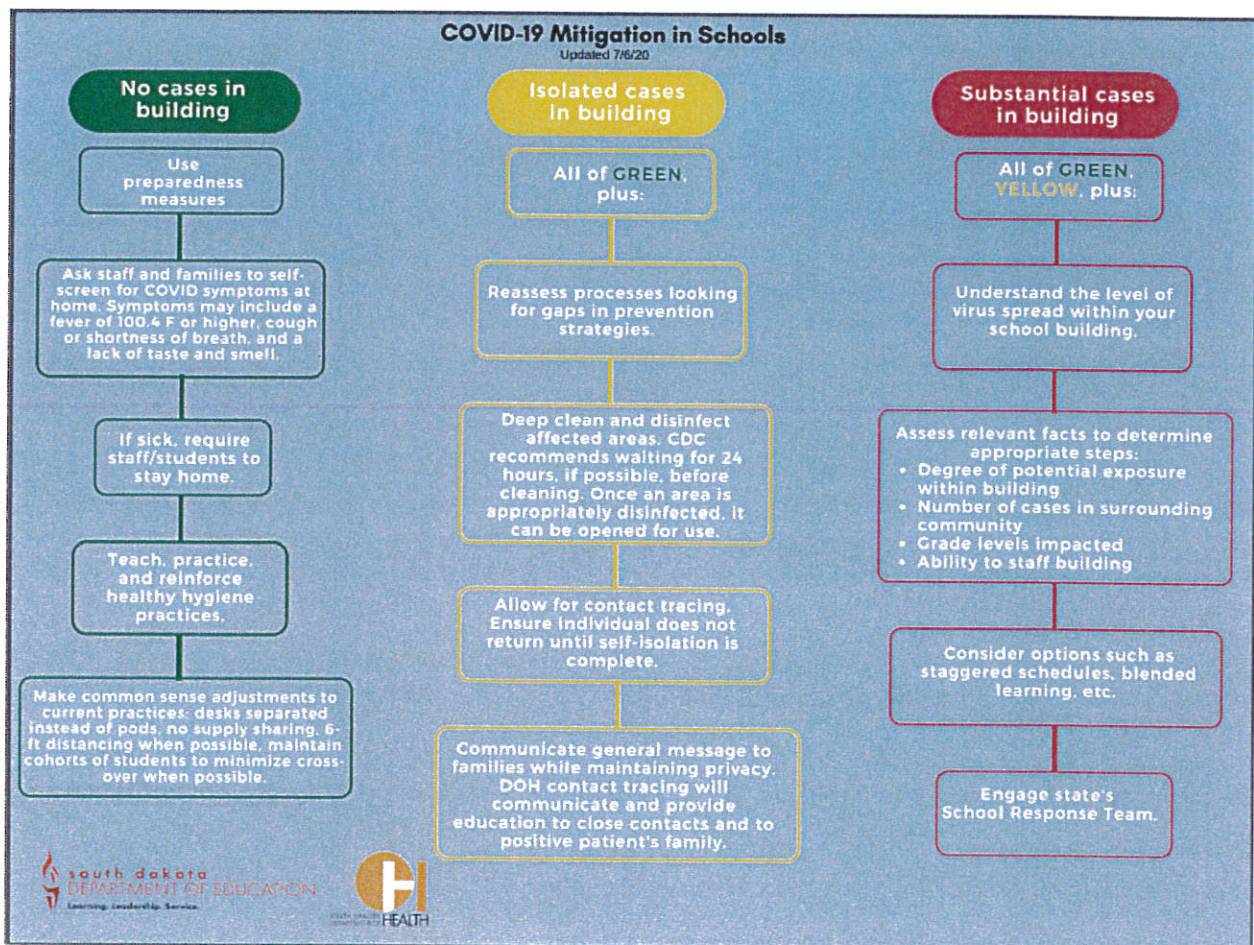 COVID-19 Mitigation in Schools
Updated 7/6/20
No cases in
building
Use
preparedness
measures
Ask staff and families to self-
screen for COVID symptoms at
home. Symptoms may include a
fever of 100.4 F or higher, cough
or shortness of breath, and a
lack of taste and smell.
If sick, require
staff/students to
stay home.
Teach, practice,
and reinforce
healthy hygiene
practices.
Make common sense adjustments to
current practices: desks separated
instead of pods, no supply sharing, 6-
ft distancing when possible, maintain
cohorts of students to minimize cross-
over when possible.
Isolated cases
in building
All of GREEN,
plus:
Reassess processes looking
for gaps in prevention
strategies.
Deep clean and disinfect
affected areas. CDC
recommends waiting for 24
hours, if possible, before
cleaning. Once an area is
appropriately disinfected, it
can be opened for use.
Allow for contact tracing.
Ensure individual does not
return until self-isolation is
complete.
Communicate general message to
families while maintaining privacy.
DOH contact tracing will
communicate and provide
education to close contacts and to
positive patient's family.
Substantial cases
in building
All of GREEN,
YELLOW, plus:
Understand the level of
virus spread within your
school building.
Assess relevant facts to determine
appropriate steps:
• Degree of potential exposure
within building
• Number of cases in surrounding
community
• Grade levels impacted
• Ability to staff building
Consider options such as
staggered schedules, blended
learning, etc.
Engage state's
School Response Team.
south dakota
DEPARTMENT OF EDUCATION
Learning. Leadership. Service.
SOUTH DAKOTA
DEPARTMENT OF HEALTH